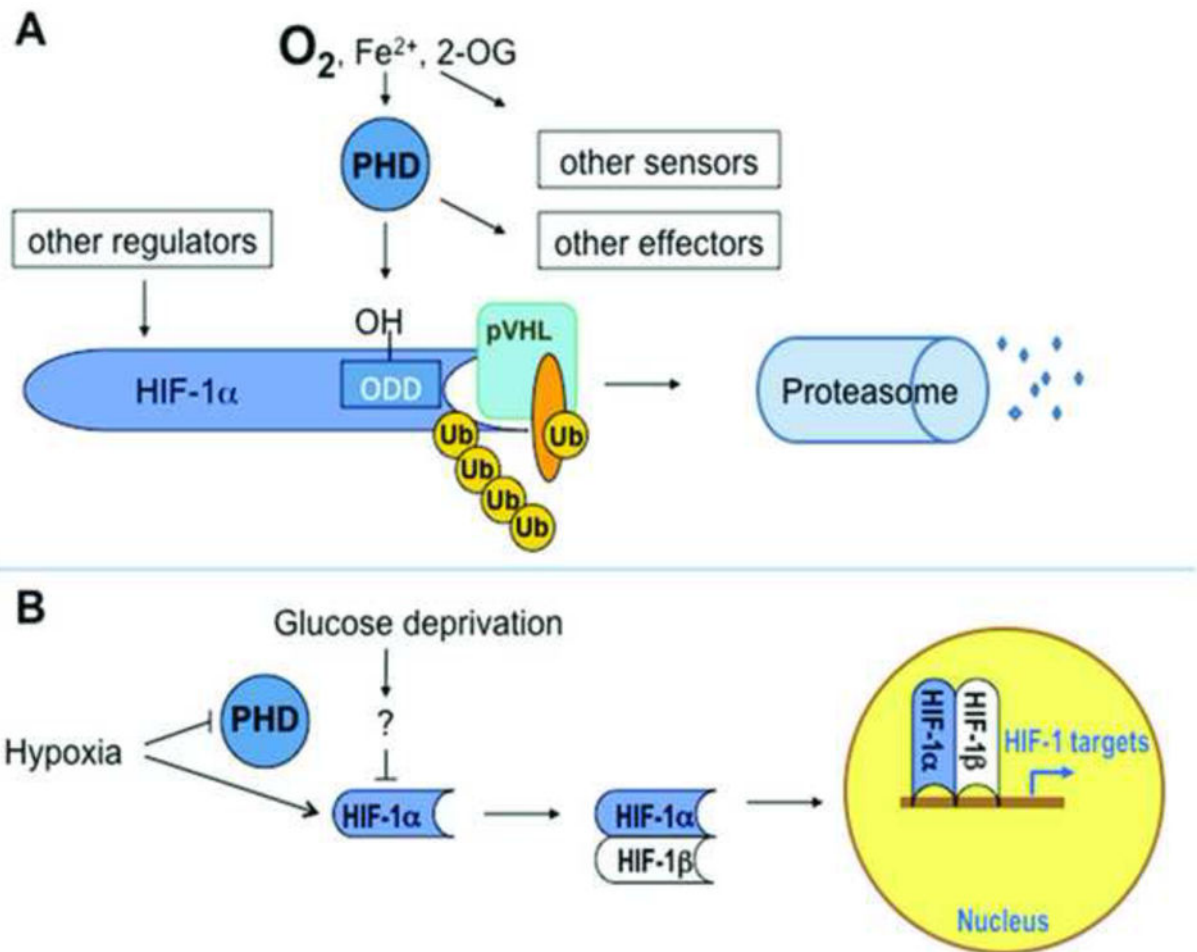 A
O₂, Fe²⁺, 2-OG
PHD
other sensors
other regulators
other effectors
OH
pVHL
HIF-1α
ODD
Proteasome
Ub
Ub
Ub
Ub
Ub
B
Glucose deprivation
PHD
?
Hypoxia
HIF-1α
HIF-1α
HIF-1β
HIF-1α
HIF-1β
HIF-1 targets
Nucleus